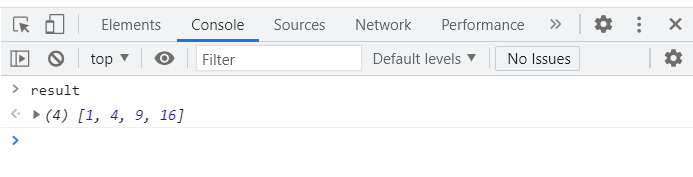 Elements Console Sources Network Performance »
top ▼ Filter Default levels ▼ No Issues
> result
<· ▶ (4) [1, 4, 9, 16]
>